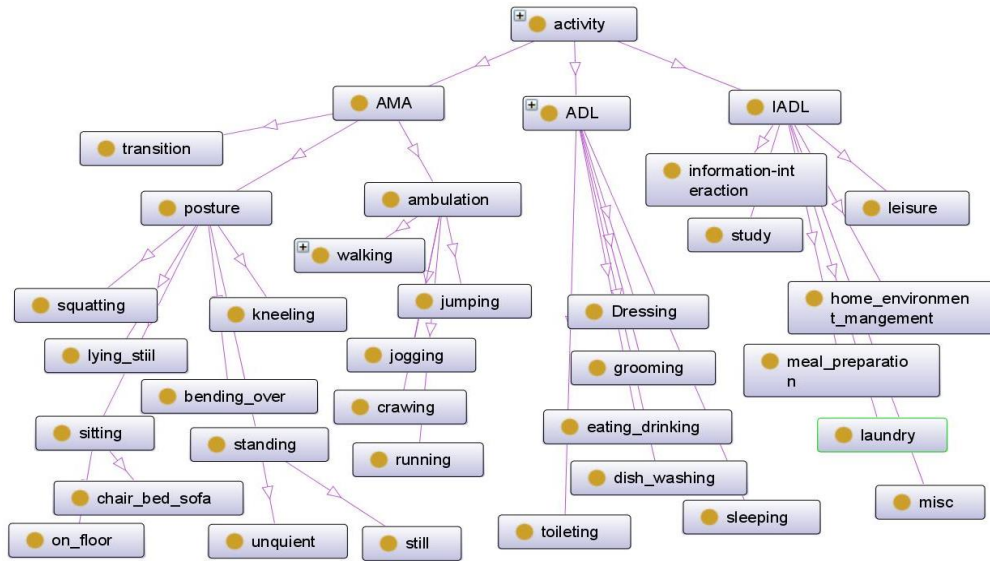 activity
AMA
ADL
IADL
transition
information-int
eraction
posture
ambulation
leisure
study
walking
squatting
kneeling
jumping
Dressing
home_environmen
t_mangement
lying_stiil
jogging
grooming
meal_preparatio
n
bending_over
crawing
sitting
standing
eating_drinking
laundry
running
dish_washing
chair_bed_sofa
misc
on_floor
unquient
still
toileting
sleeping